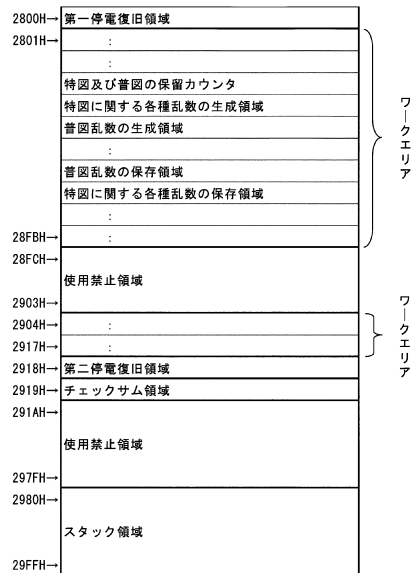 2800H→ 第一停電復旧領域
2801H→ :
:
特図及び普図の保留カウンタ
特図に関する各種乱数の生成領域
普図乱数の生成領域
:
普図乱数の保存領域
特図に関する各種乱数の保存領域
:
28FBH→ :
ワークエリア
28FCH→
使用禁止領域
2903H→
2904H→ :
2917H→ :
ワークエリア
2918H→ 第二停電復旧領域
2919H→ チェックサム領域
291AH→
使用禁止領域
297FH→
2980H→
スタック領域
29FFH→